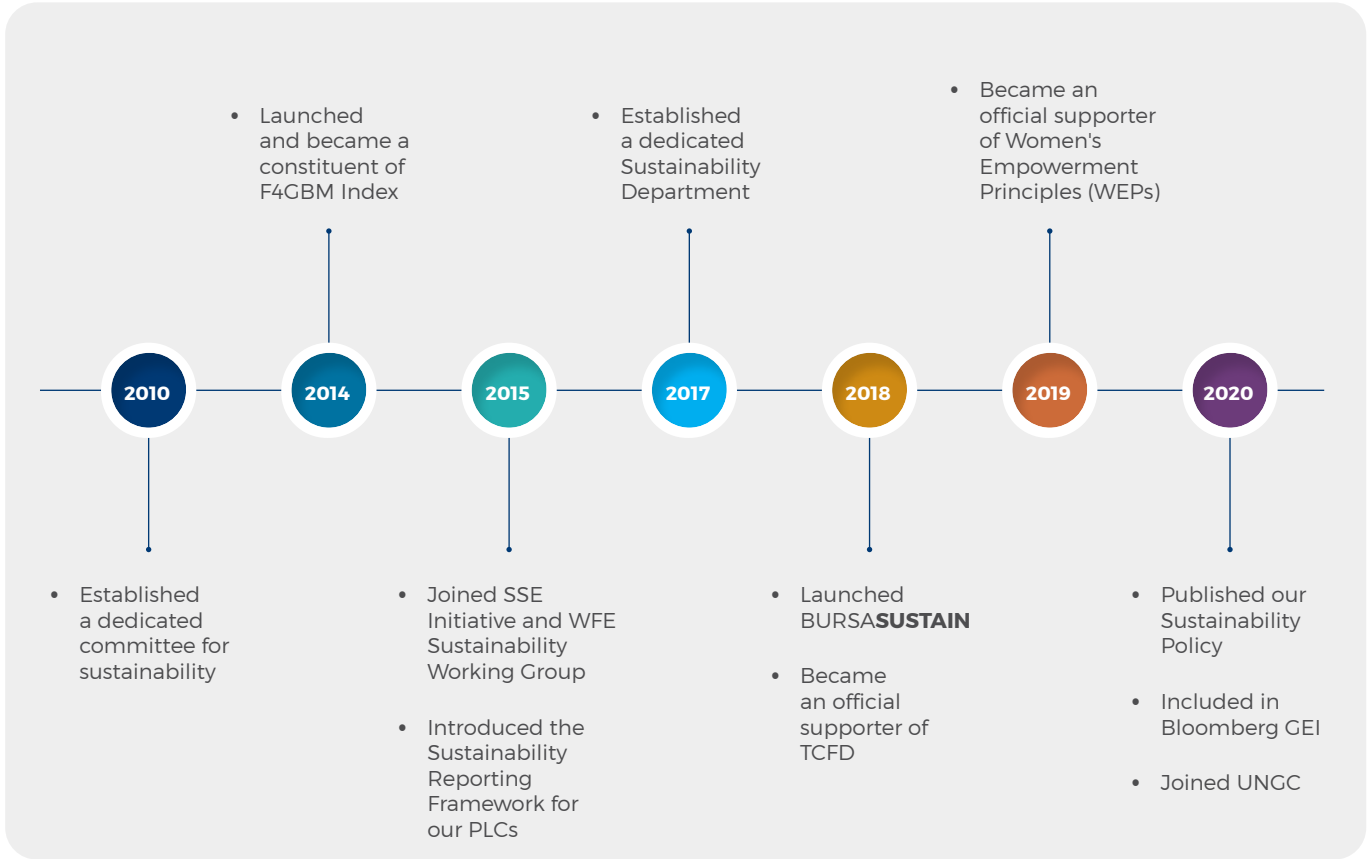 • Launched
and became a
constituent of
F4GBM Index
• Established
a dedicated
Sustainability
Department
• Became an
official supporter
of Women's
Empowerment
Principles (WEPs)
2010
2014
2015
2017
2018
2019
2020
• Established
a dedicated
committee for
sustainability
• Joined SSE
Initiative and WFE
Sustainability
Working Group
• Introduced the
Sustainability
Reporting
Framework for
our PLCs
• Launched
BURSASUSTAIN
• Became
an official
supporter of
TCFD
• Published our
Sustainability
Policy
• Included in
Bloomberg GEI
• Joined UNGC